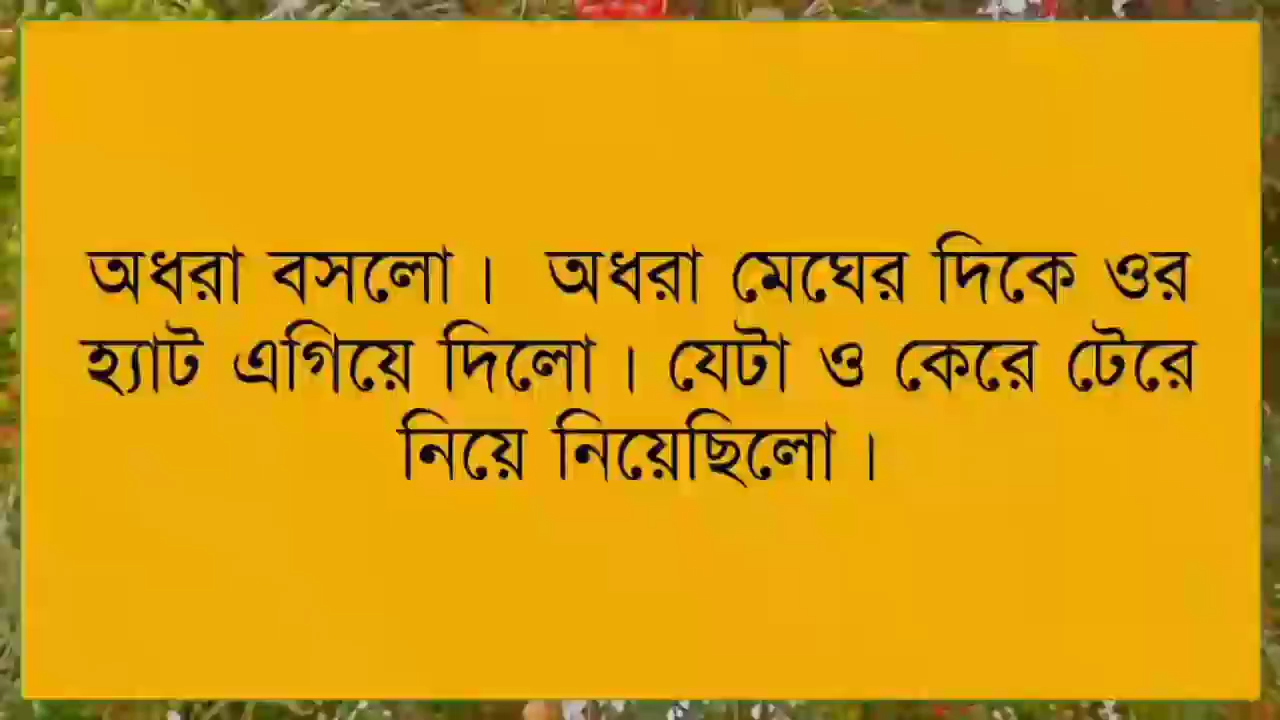 অধরা বসলো। অধরা মেঘের দিকে ওর
হ্যাট এগিয়ে দিলো। যেটা ও কেরে টেরে
নিয়ে নিয়েছিলো।